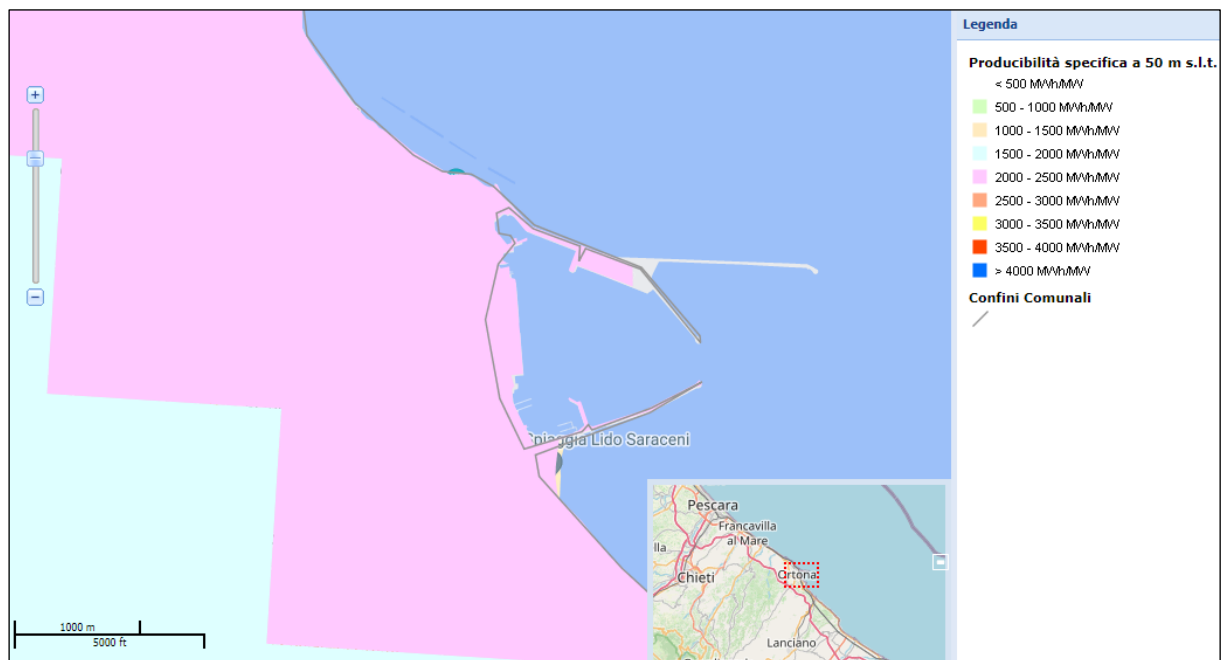 Legenda
Producibilità specifica a 50 m s.l.t.
< 500 MWh/MW
500 - 1000 MWh/MW
1000 - 1500 MWh/MW
1500 - 2000 MWh/MW
2000 - 2500 MWh/MW
2500 - 3000 MWh/MW
3000 - 3500 MWh/MW
3500 - 4000 MWh/MW
> 4000 MWh/MW
Confini Comunali
Spiaggia Lido Saraceni
Pescara
Francavilla
al Mare
lla
Chieti
Ortona
Lanciano
1000 m
5000 ft